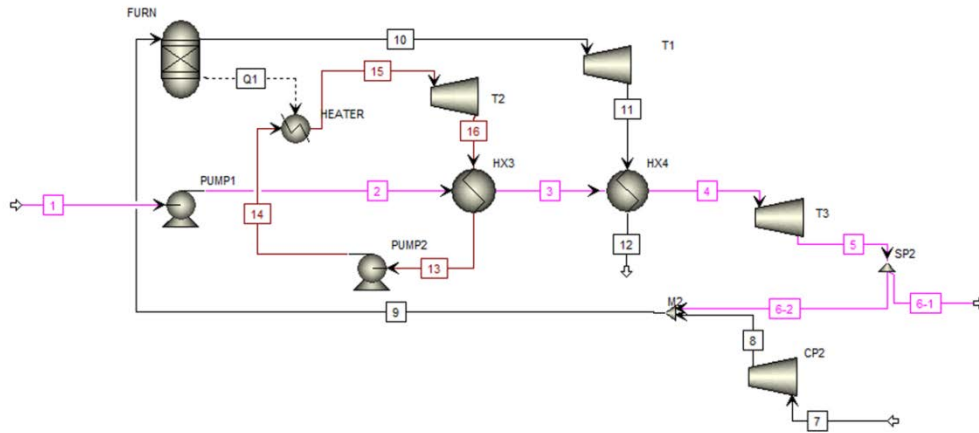 FURN
10
T1
Q1
15
T2
11
HEATER
16
HX3
HX4
1
PUMP1
2
3
4
T3
14
5
SP2
PUMP2
12
13
M2
6-2
6-1
9
8
CP2
7